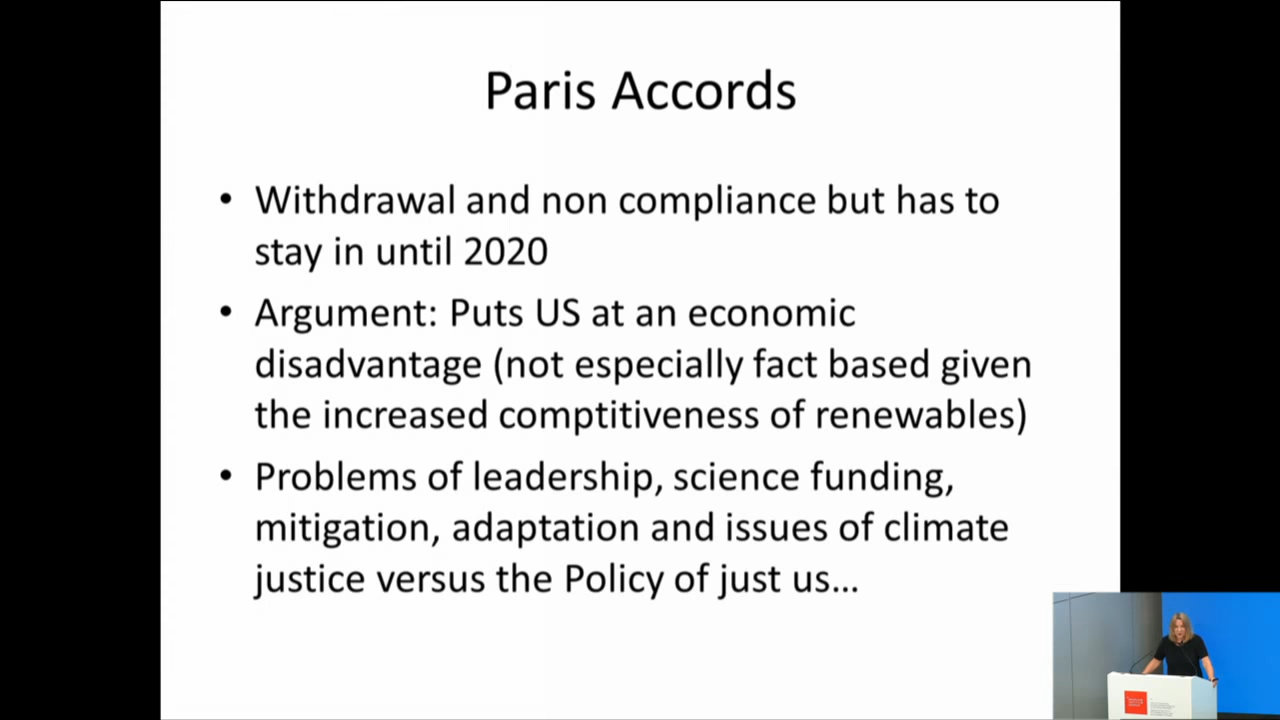 Paris Accords
• Withdrawal and non compliance but has to
stay in until 2020
• Argument: Puts US at an economic
disadvantage (not especially fact based given
the increased comptitiveness of renewables)
• Problems of leadership, science funding,
mitigation, adaptation and issues of climate
justice versus the Policy of just us...